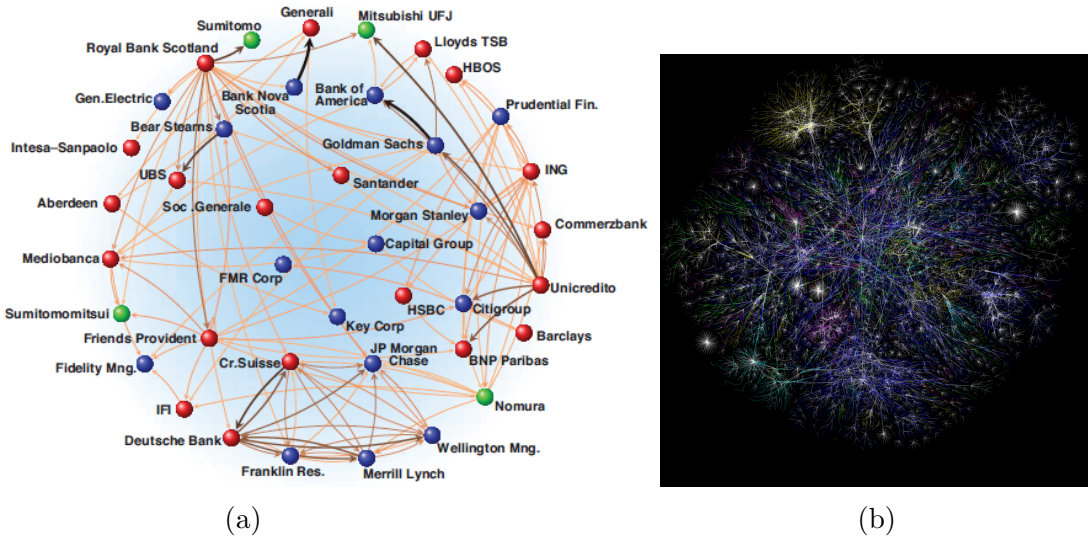 Generali
Sumitomo
Mitsubishi UFJ
Royal Bank Scotland
Lloyds TSB
HBOS
Gen.Electric
Bank Nova
Scotia
Bank of
America
Prudential Fin.
Bear Stearns
Goldman Sachs
Intesa–Sanpaolo
UBS
Santander
ING
Aberdeen
Soc .Generale
Morgan Stanley
Commerzbank
Capital Group
Mediobanca
FMR Corp
Unicredito
Sumitomomitsui
HSBC
Citigroup
Key Corp
Barclays
Friends Provident
JP Morgan
Chase
BNP Paribas
Fidelity Mng.
Cr.Suisse
Nomura
IFI
Deutsche Bank
Wellington Mng.
Franklin Res.
Merrill Lynch
(a)
(b)